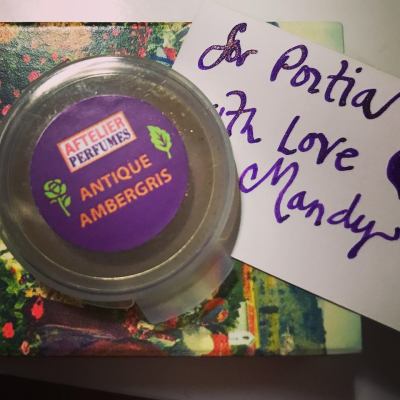 AFTELIER
PERFUMES
ANTIQUE
AMBERGRIS
for Portia
with Love
Mandy